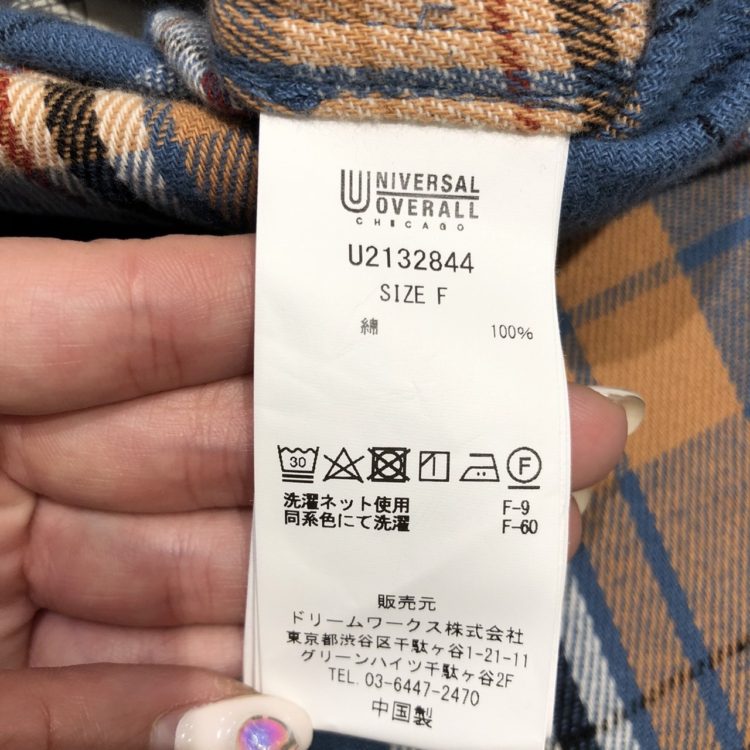 UNIVERSAL
OVERALL
CHICAGO
U2132844
SIZE F
綿 100%
30 F
洗濯ネット使用 F-9
同系色にて洗濯 F-60
販売元
ドリームワークス株式会社
東京都渋谷区千駄ヶ谷1-21-11
グリーンハイツ千駄ヶ谷2F
TEL. 03-6447-2470
中国製